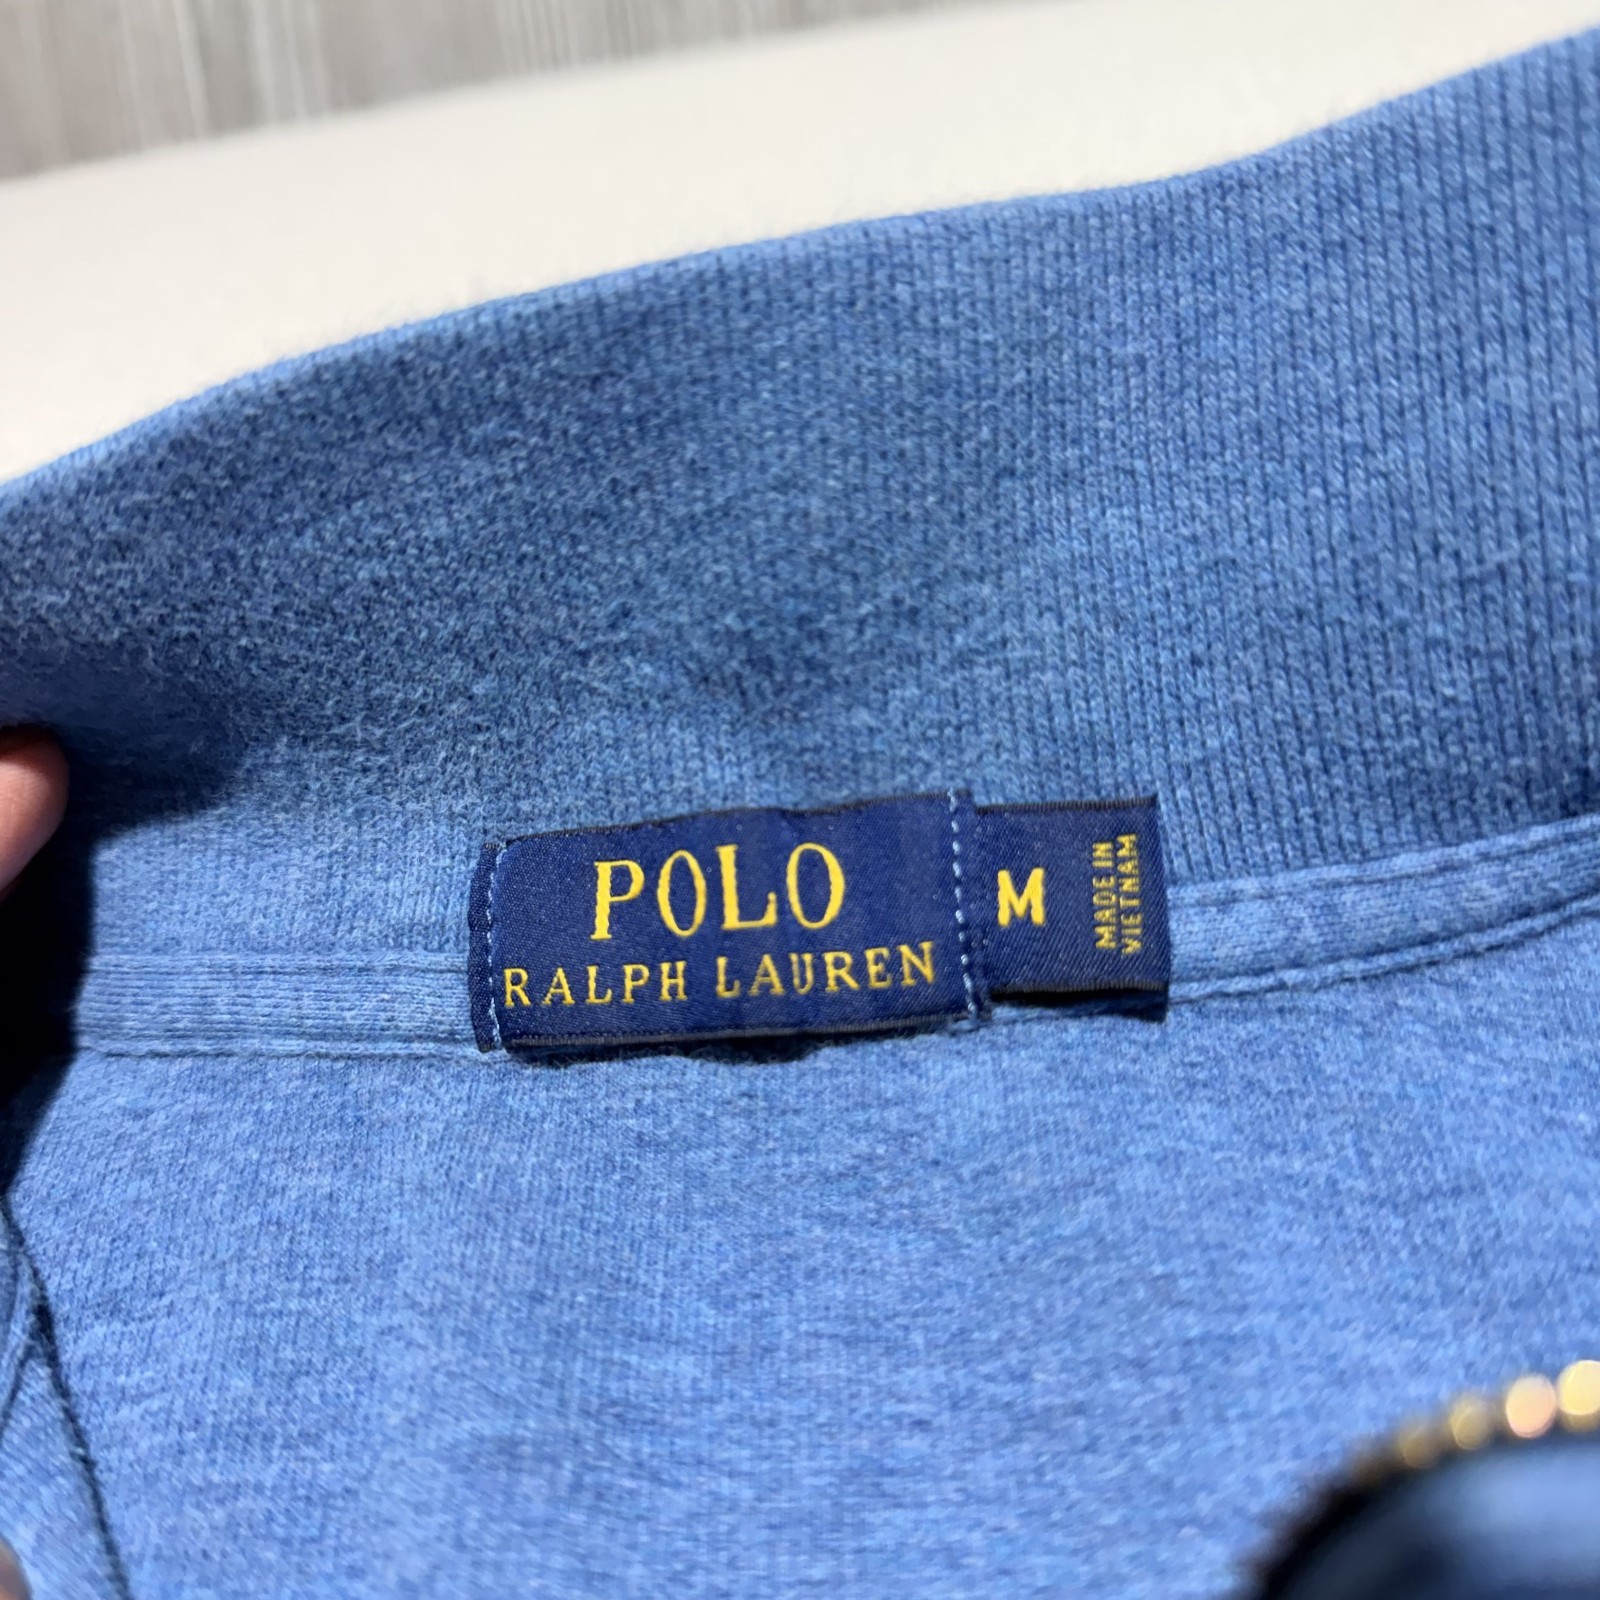 POLO
RALPH LAUREN
M
MADE IN
VIETNAM